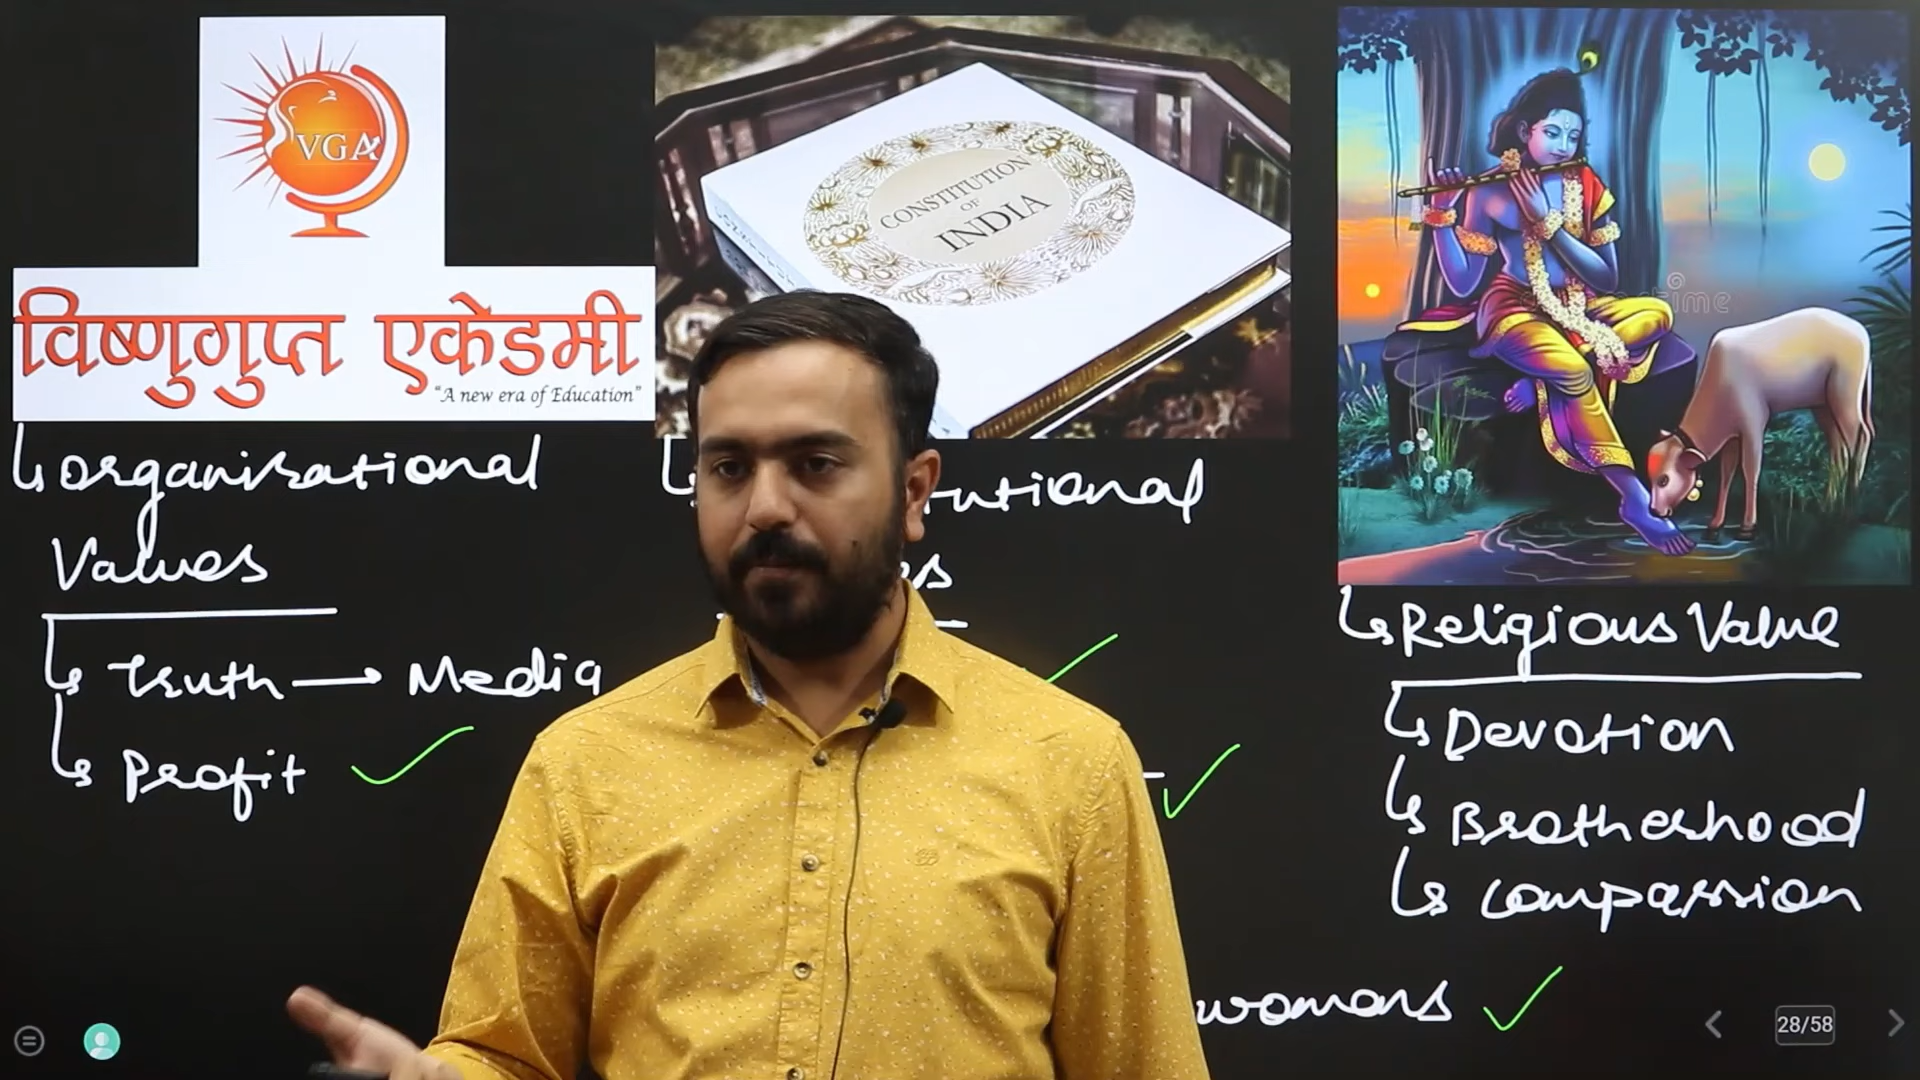 VGA
विष्णुगुप्त एकेडमी
"A new era of Education"
CONSTITUTION
OF
INDIA
organisational
Values
Truth → Media
Profit
Religious Value
Devotion
Brotherhood
compassion
womans
28/58